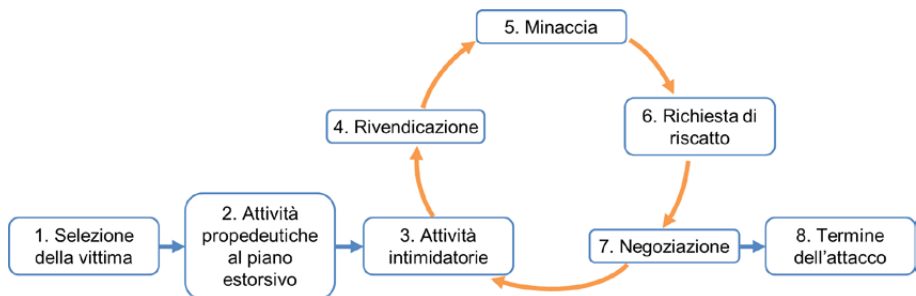 1. Selezione
della vittima
2. Attività
propedeutiche
al piano
estorsivo
3. Attività
intimidatorie
4. Rivendicazione
5. Minaccia
6. Richiesta di
riscatto
7. Negoziazione
8. Termine
dell'attacco